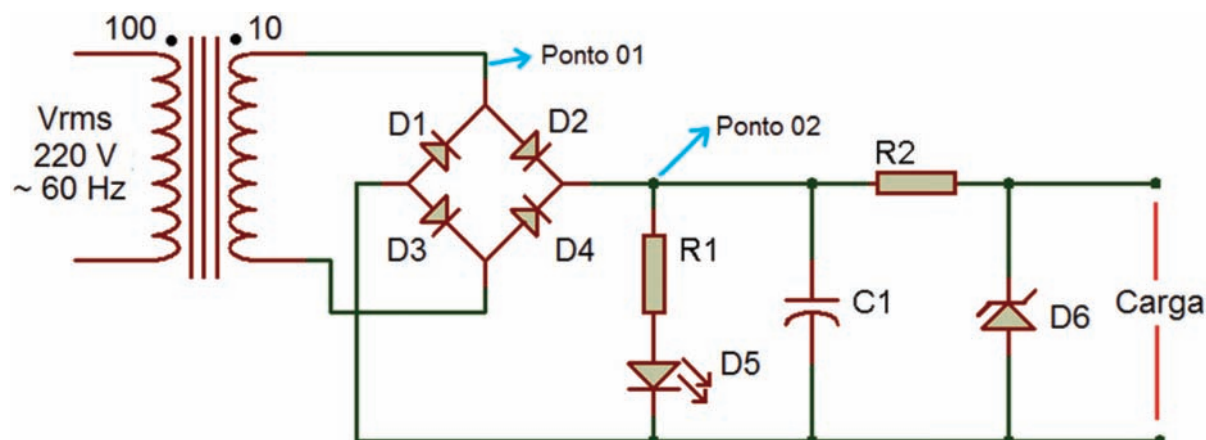 100
10
Ponto 01
Vrms
220 V
~ 60 Hz
D1
D2
Ponto 02
R2
D3
D4
R1
C1
D6
Carga
D5